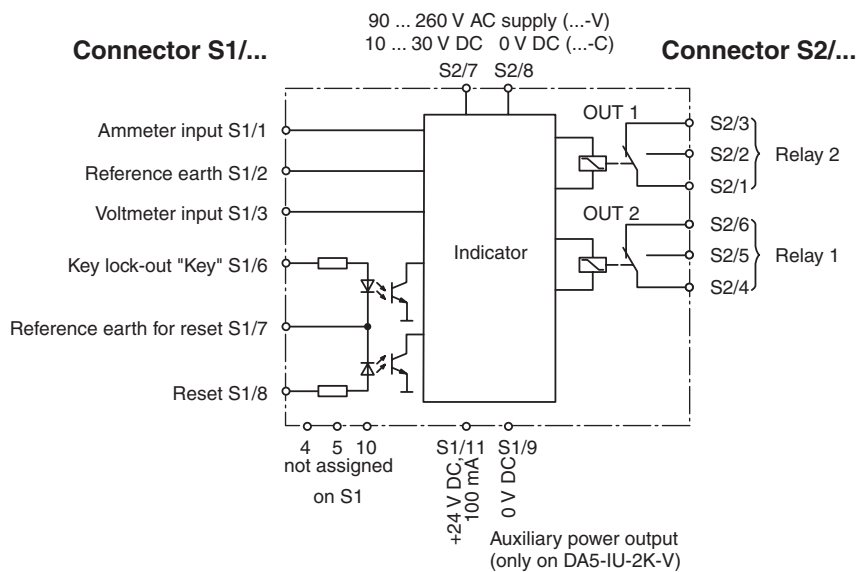 90 ... 260 V AC supply (...-V)
10 ... 30 V DC 0 V DC (...-C)
Connector S1/...
Connector S2/...
S2/7 S2/8
OUT 1
Ammeter input S1/1
Reference earth S1/2
Voltmeter input S1/3
Key lock-out "Key" S1/6
Reference earth for reset S1/7
Reset S1/8
Indicator
S2/3
S2/2
S2/1
Relay 2
OUT 2
S2/6
S2/5
S2/4
Relay 1
4 5 10
not assigned
on S1
S1/11 S1/9
+24 V DC,
100 mA
0 V DC
Auxiliary power output
(only on DA5-IU-2K-V)